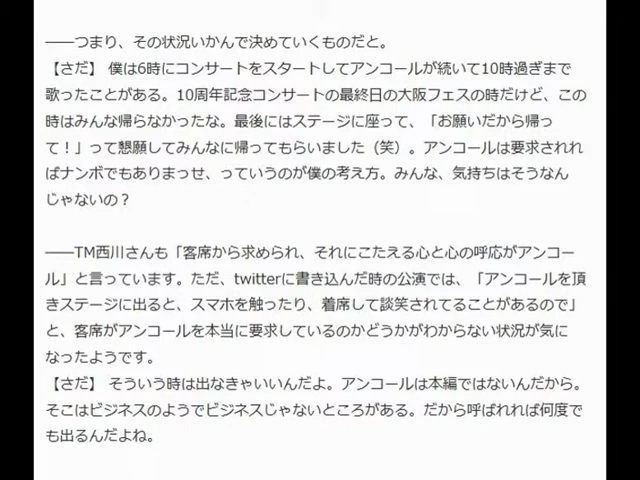 ――つまり、その状況いかんで決めていくものだと。
【さだ】 僕は6時にコンサートをスタートしてアンコールが続いて10時過ぎまで
歌ったことがある。10周年記念コンサートの最終日の大阪フェスの時だけど、この
時はみんな帰らなかったな。最後にはステージに座って、「お願いだから帰っ
て！」って懇願してみんなに帰ってもらいました（笑）。アンコールは要求されれ
ばナンボでもありまっせ、っていうのが僕の考え方。みんな、気持ちはそうなん
じゃないの？
――TM西川さんも「客席から求められ、それにこたえる心と心の呼応がアンコー
ル」と言っています。ただ、twitterに書き込んだ時の公演では、「アンコールを頂
きステージに出ると、スマホを触ったり、着席して談笑されてることがあるので」
と、客席がアンコールを本当に要求しているのかどうかがわからない状況が気に
なったようです。
【さだ】 そういう時は出なきゃいいんだよ。アンコールは本編ではないんだから。
そこはビジネスのようでビジネスじゃないところがある。だから呼ばれれば何度で
も出るんだよね。